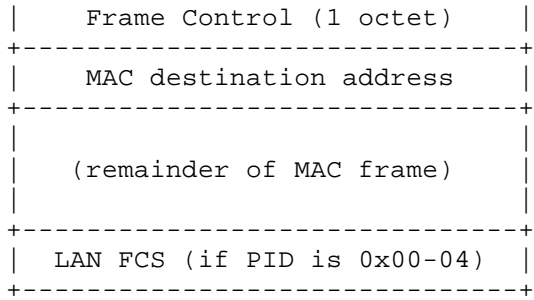 | Frame Control (1 octet) |
+-------------------------------+
| MAC destination address |
+-------------------------------+
| |
| (remainder of MAC frame) |
| |
+-------------------------------+
| LAN FCS (if PID is 0x00-04) |
+-------------------------------+